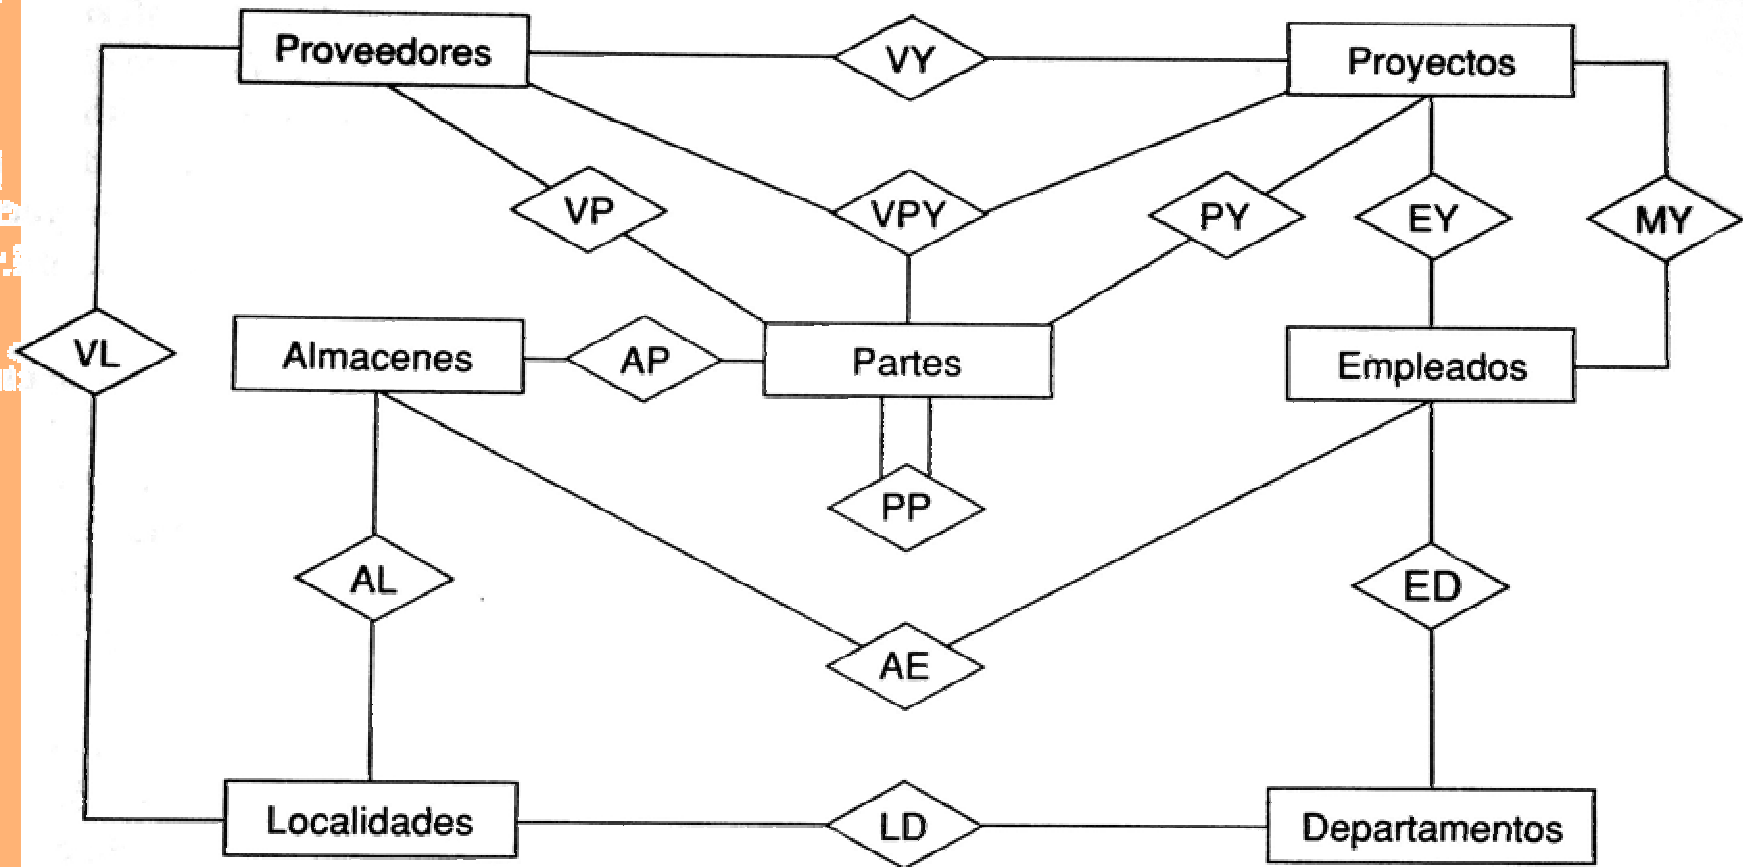 Proveedores
VY
Proyectos
VP
VPY
PY
EY
MY
VL
Almacenes
AP
Partes
Empleados
PP
AL
ED
AE
Localidades
LD
Departamentos